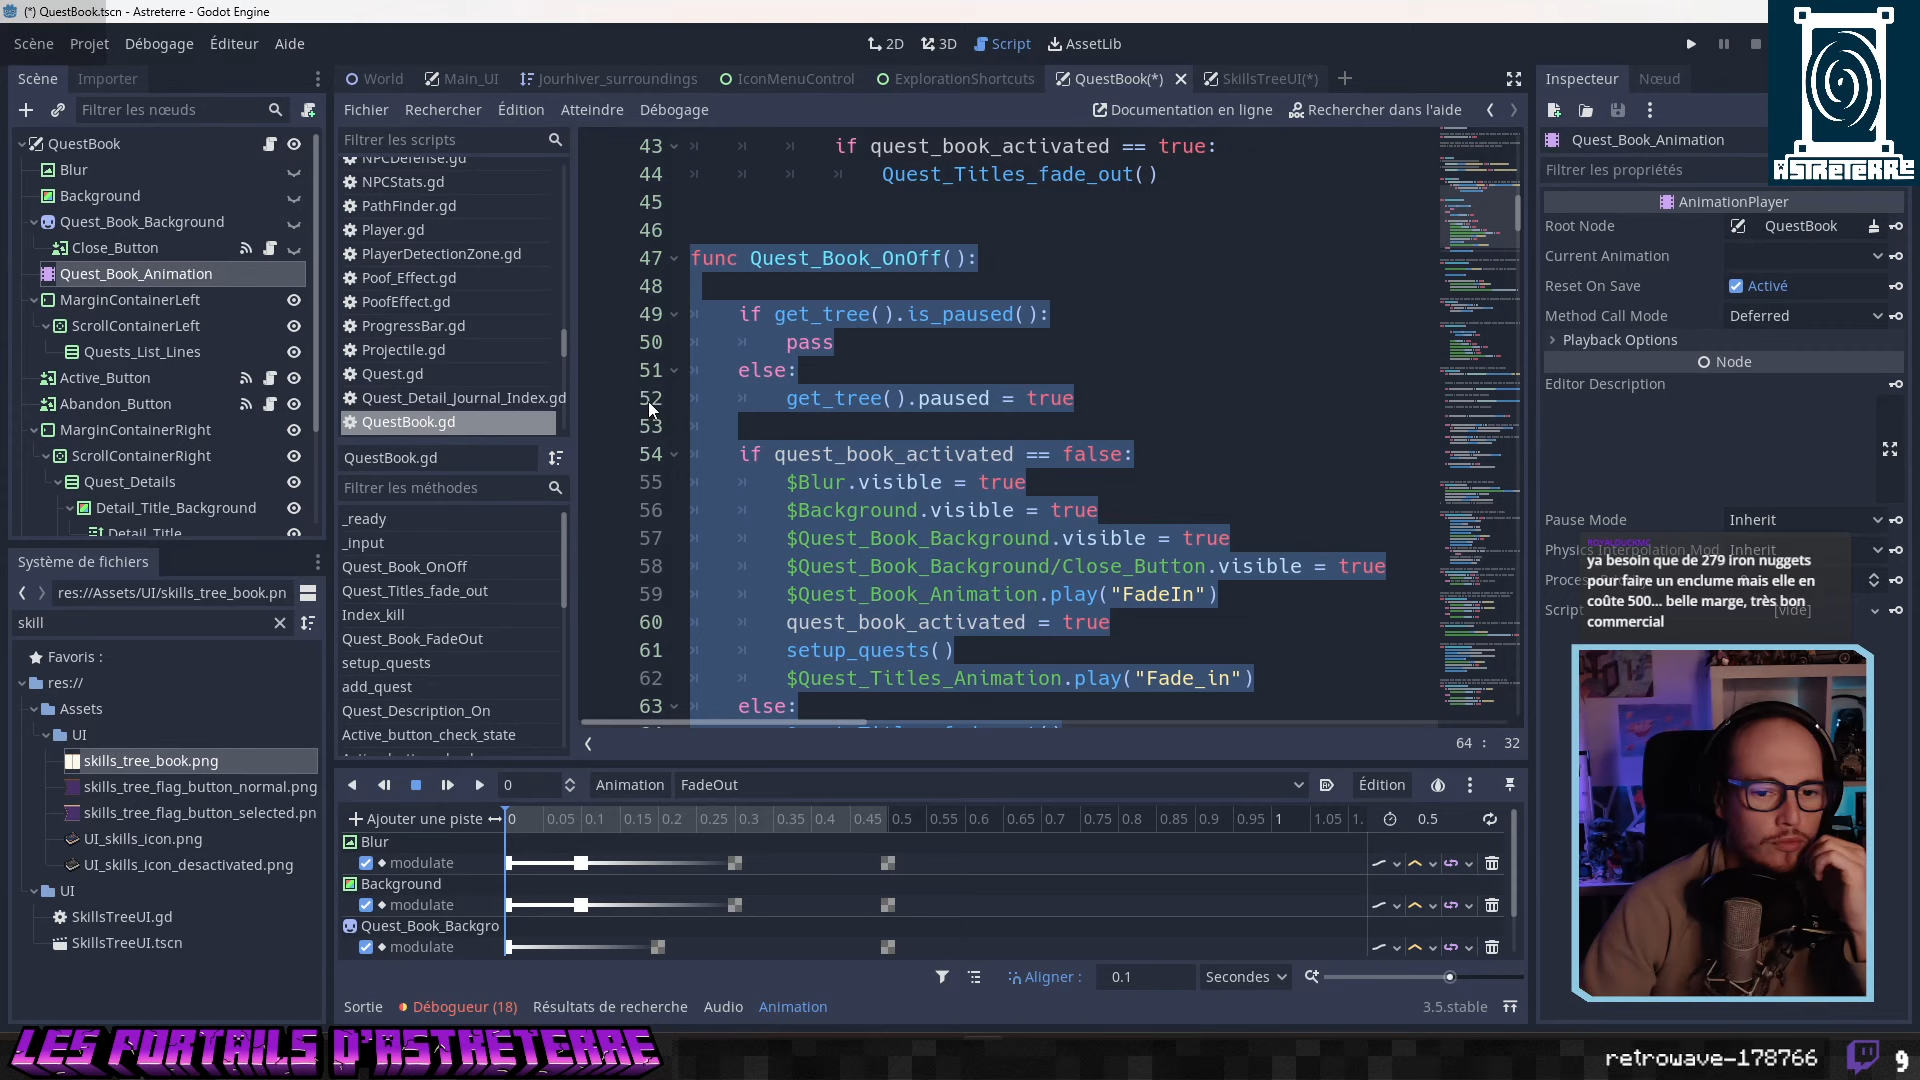 (*) QuestBook.tscn - Astreterre - Godot Engine
Scène Projet Débogage Éditeur Aide
2D 3D Script AssetLib
Scène Importer
World Main_UI Jourhiver_surroundings IconMenuControl ExplorationShortcuts QuestBook(*) SkillsTreeUI(*)
Inspecteur Nœud
ASTRETERRE
Filtrer les nœuds
Fichier Rechercher Édition Atteindre Débogage
Documentation en ligne Rechercher dans l'aide
QuestBook
Blur
Background
Quest_Book_Background
Close_Button
Quest_Book_Animation
MarginContainerLeft
ScrollContainerLeft
Quests_List_Lines
Active_Button
Abandon_Button
MarginContainerRight
ScrollContainerRight
Quest_Details
Detail_Title_Background
Detail_Title
Système de fichiers
res://Assets/UI/skills_tree_book.pn
skill
Favoris :
res://
Assets
UI
skills_tree_book.png
skills_tree_flag_button_normal.png
skills_tree_flag_button_selected.pn
UI_skills_icon.png
UI_skills_icon_desactivated.png
UI
SkillsTreeUI.gd
SkillsTreeUI.tscn
Filtrer les scripts
NPCDefense.gd
NPCStats.gd
PathFinder.gd
Player.gd
PlayerDetectionZone.gd
Poof_Effect.gd
PoofEffect.gd
ProgressBar.gd
Projectile.gd
Quest.gd
Quest_Detail_Journal_Index.gd
QuestBook.gd
QuestBook.gd
Filtrer les méthodes
_ready
_input
Quest_Book_OnOff
Quest_Titles_fade_out
Index_kill
Quest_Book_FadeOut
setup_quests
add_quest
Quest_Description_On
Active_button_check_state
43 if quest_book_activated == true:
44 Quest_Titles_fade_out()
45
46
47 func Quest_Book_OnOff():
48
49 if get_tree().is_paused():
50 pass
51 else:
52 get_tree().paused = true
53
54 if quest_book_activated == false:
55 $Blur.visible = true
56 $Background.visible = true
57 $Quest_Book_Background.visible = true
58 $Quest_Book_Background/Close_Button.visible = true
59 $Quest_Book_Animation.play("FadeIn")
60 quest_book_activated = true
61 setup_quests()
62 $Quest_Titles_Animation.play("Fade_in")
63 else:
64 : 32
Quest_Book_Animation
Filtrer les propriétés
AnimationPlayer
Root Node QuestBook
Current Animation
Reset On Save Activé
Method Call Mode Deferred
Playback Options
Node
Editor Description
Pause Mode Inherit
Physics Interpolation Mod Inherit
Script [vide]
ROYALDUCKMC
ya besoin que de 279 iron nuggets
pour faire un enclume mais elle en
coûte 500... belle marge, très bon
commercial
0 Animation FadeOut Édition
Ajouter une piste 0 0.05 0.1 0.15 0.2 0.25 0.3 0.35 0.4 0.45 0.5 0.55 0.6 0.65 0.7 0.75 0.8 0.85 0.9 0.95 1 1.05 1. 0.5
Blur
modulate
Background
modulate
Quest_Book_Backgro
modulate
Aligner : 0.1 Secondes
Sortie Débogueur (18) Résultats de recherche Audio Animation 3.5.stable
LES PORTAILS D'ASTRETERRE
retrowave-178766 9